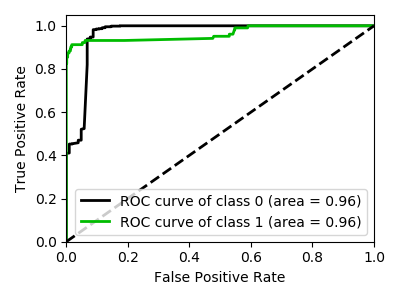 1.0
0.8
0.6
0.4
0.2
0.0
True Positive Rate
ROC curve of class 0 (area = 0.96)
ROC curve of class 1 (area = 0.96)
0.0 0.2 0.4 0.6 0.8 1.0
False Positive Rate